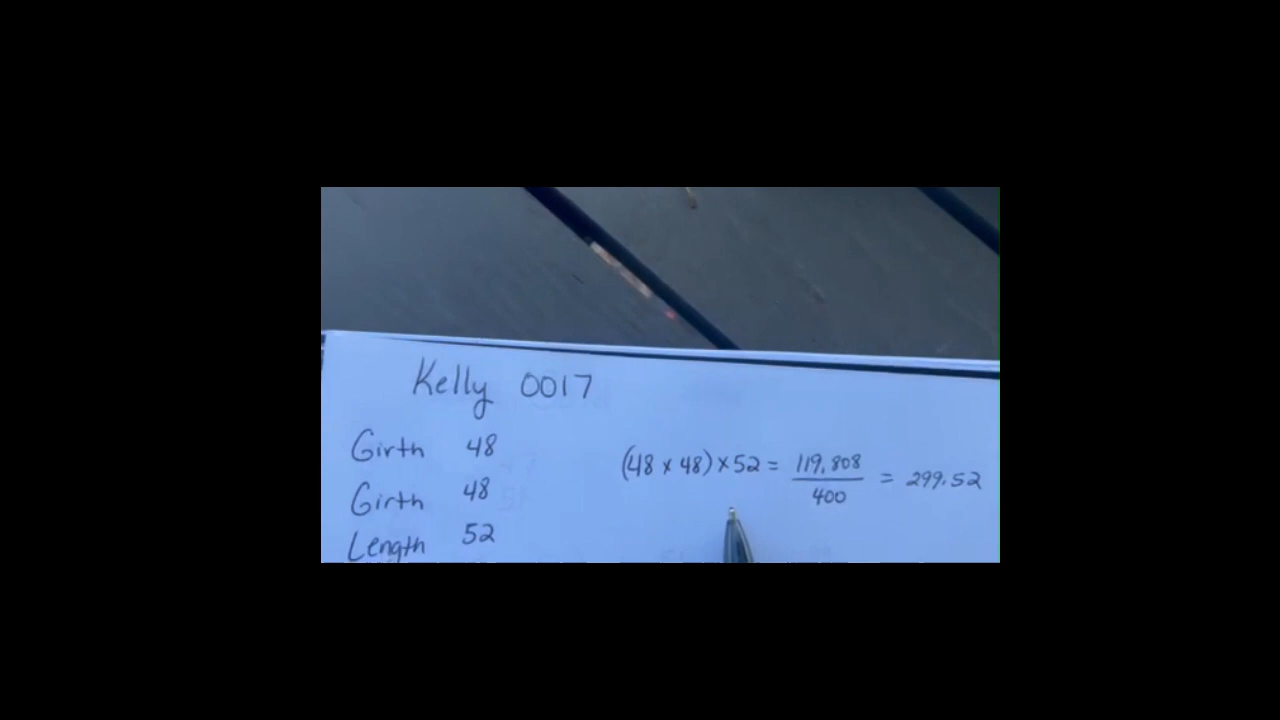 Kelly 0017
Girth 48
Girth 48
Length 52
(48 x 48) x 52 = 119,808 / 400 = 299.52